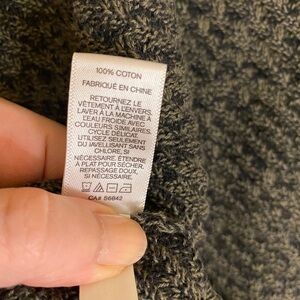 100% COTON
FABRIQUÉ EN CHINE
RETOURNEZ LE
VÊTEMENT À L'ENVERS.
LAVER À LA MACHINE À
L'EAU FROIDE AVEC
COULEURS SIMILAIRES.
CYCLE DÉLICAT.
UTILISEZ SEULEMENT
DU JAVELLISANT SANS
CHLORE, SI
NÉCESSAIRE. ÉTENDRE
À PLAT POUR SÉCHER.
REPASSAGE DOUX,
SI NÉCESSAIRE.
CA# 56842